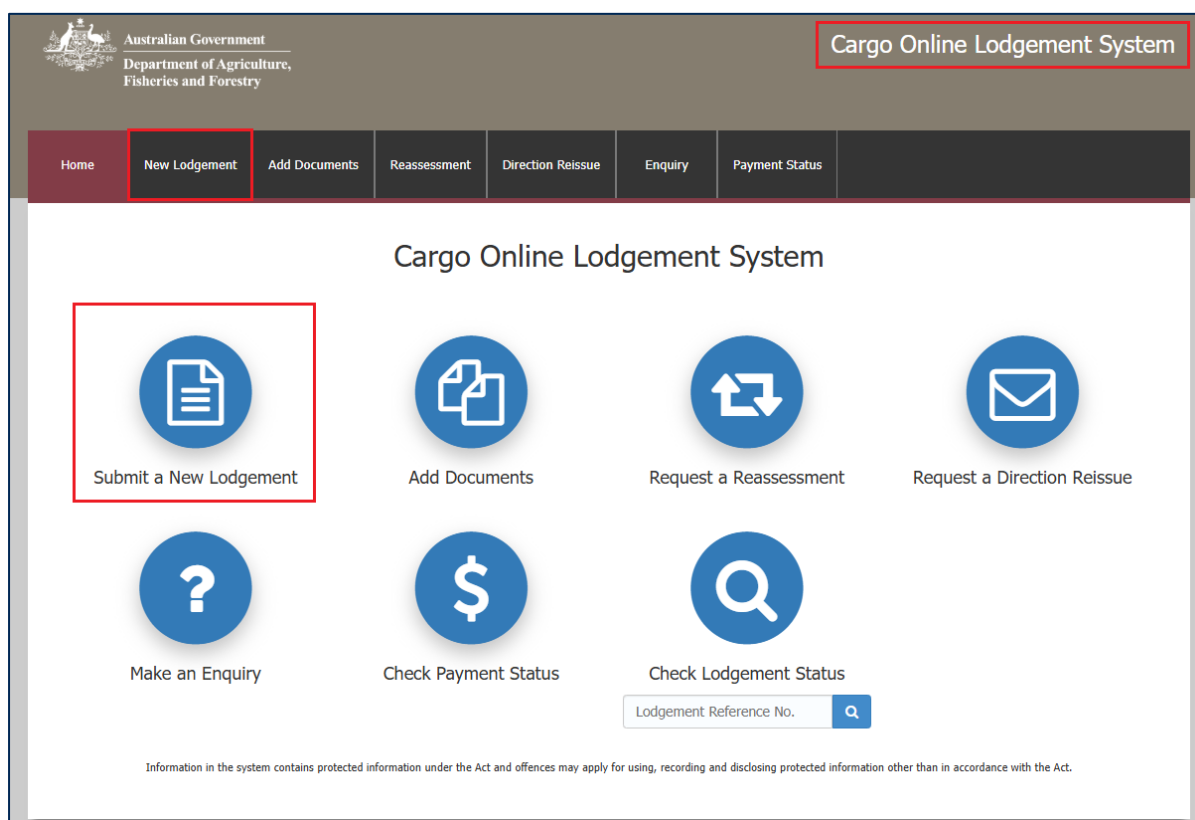 Australian Government
Department of Agriculture,
Fisheries and Forestry
Cargo Online Lodgement System
Home
New Lodgement
Add Documents
Reassessment
Direction Reissue
Enquiry
Payment Status
Cargo Online Lodgement System
Submit a New Lodgement
Add Documents
Request a Reassessment
Request a Direction Reissue
?
$
Make an Enquiry
Check Payment Status
Check Lodgement Status
Lodgement Reference No.
Information in the system contains protected information under the Act and offences may apply for using, recording and disclosing protected information other than in accordance with the Act.